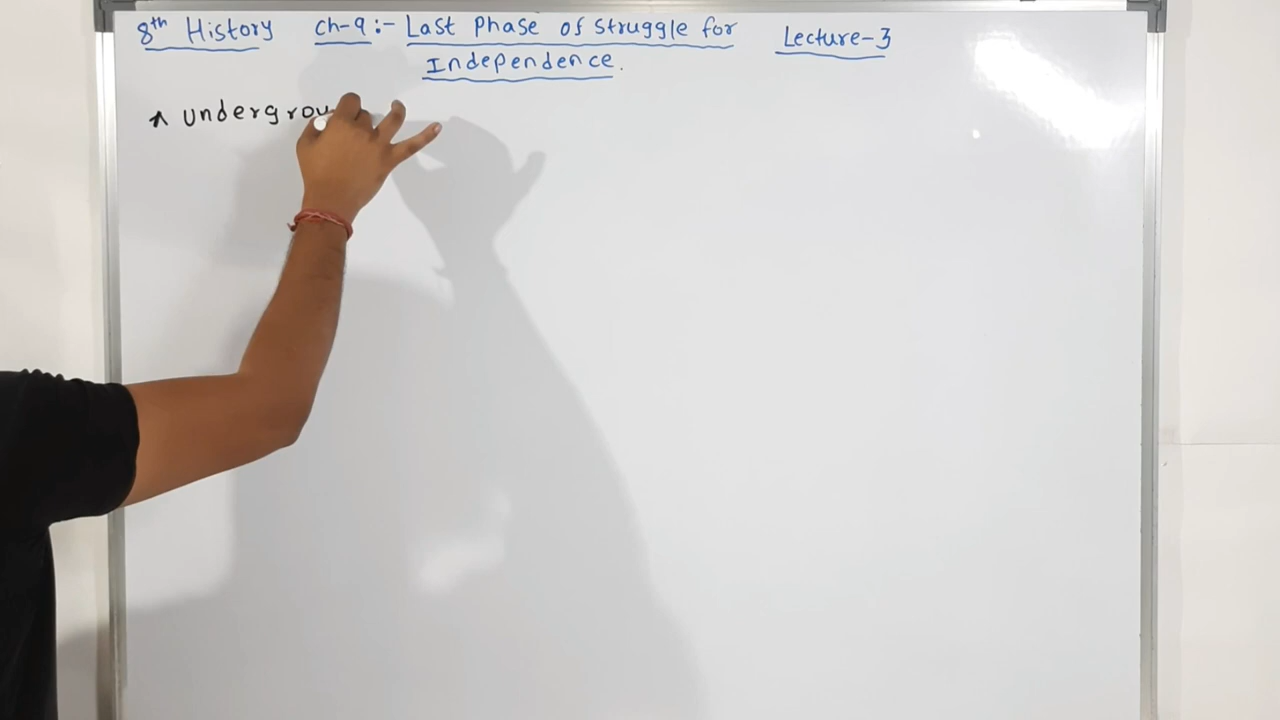 8th History ch-9:- Last Phase of struggle for Independence. Lecture-3
undergrou